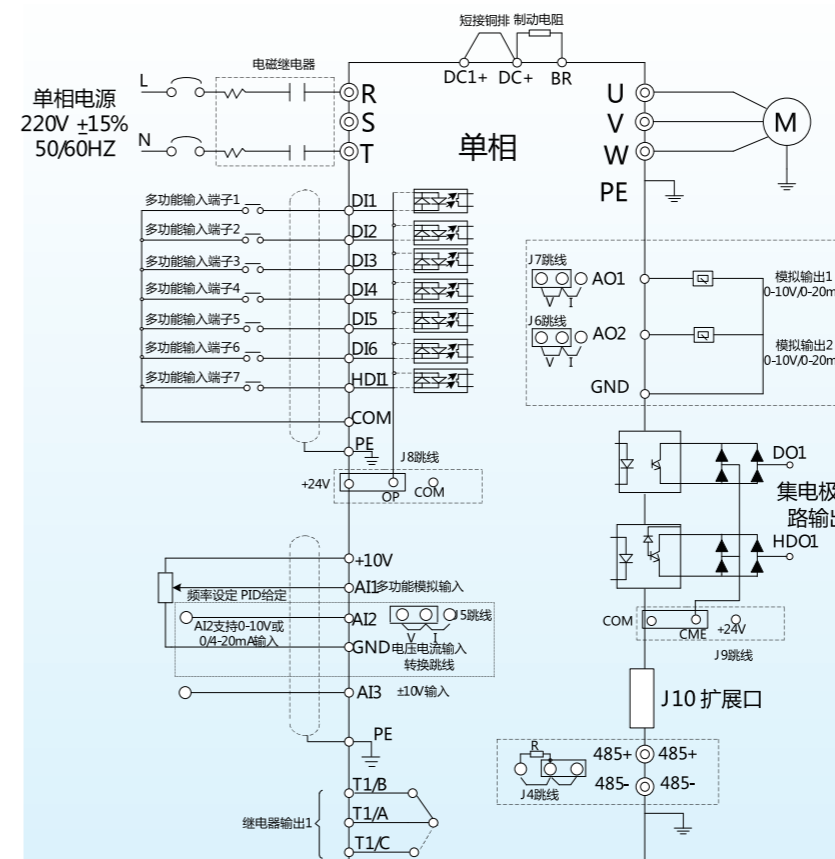 短接铜排 制动电阻
DC1+ DC+ BR
电磁继电器
单相电源
220V ±15%
50/60HZ
L
N
R
S
T
单相
U
V
W
PE
M
多功能输入端子1
DI1
多功能输入端子2
DI2
多功能输入端子3
DI3
多功能输入端子4
DI4
多功能输入端子5
DI5
多功能输入端子6
DI6
多功能输入端子7
HDI1
COM
PE
J8跳线
+24V
OP
COM
J7跳线
V I
AO1
模拟输出1
0-10V/0-20m
J6跳线
V I
AO2
模拟输出2
0-10V/0-20m
GND
DO1
集电极
路输出
HDO1
COM
CME
+24V
J9跳线
+10V
AI1多功能模拟输入
频率设定 PID给定
AI2
J5跳线
AI2支持0-10V或
0/4-20mA输入
V I
GND电压电流输入
转换跳线
AI3 ±10V输入
PE
J10 扩展口
R
J4跳线
485+ 485+
485- 485-
继电器输出1
T1/B
T1/A
T1/C